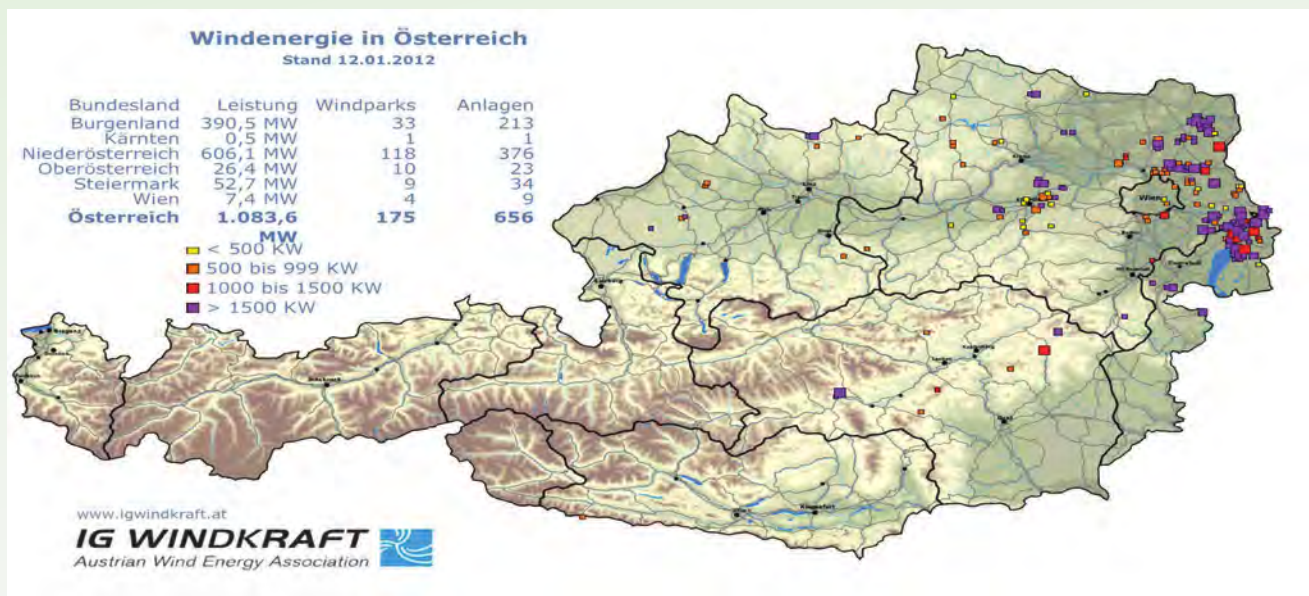 Windenergie in Österreich
Stand 12.01.2012
Bundesland Leistung Windparks Anlagen
Burgenland 390,5 MW 33 213
Kärnten 0,5 MW 1 1
Niederösterreich 606,1 MW 118 376
Oberösterreich 26,4 MW 10 23
Steiermark 52,7 MW 9 34
Wien 7,4 MW 4 9
Österreich 1.083,6 175 656
MW
< 500 KW
500 bis 999 KW
1000 bis 1500 KW
> 1500 KW
Wien
Bregenz
Innsbruck
Klagenfurt
www.igwindkraft.at
IG WINDKRAFT
Austrian Wind Energy Association